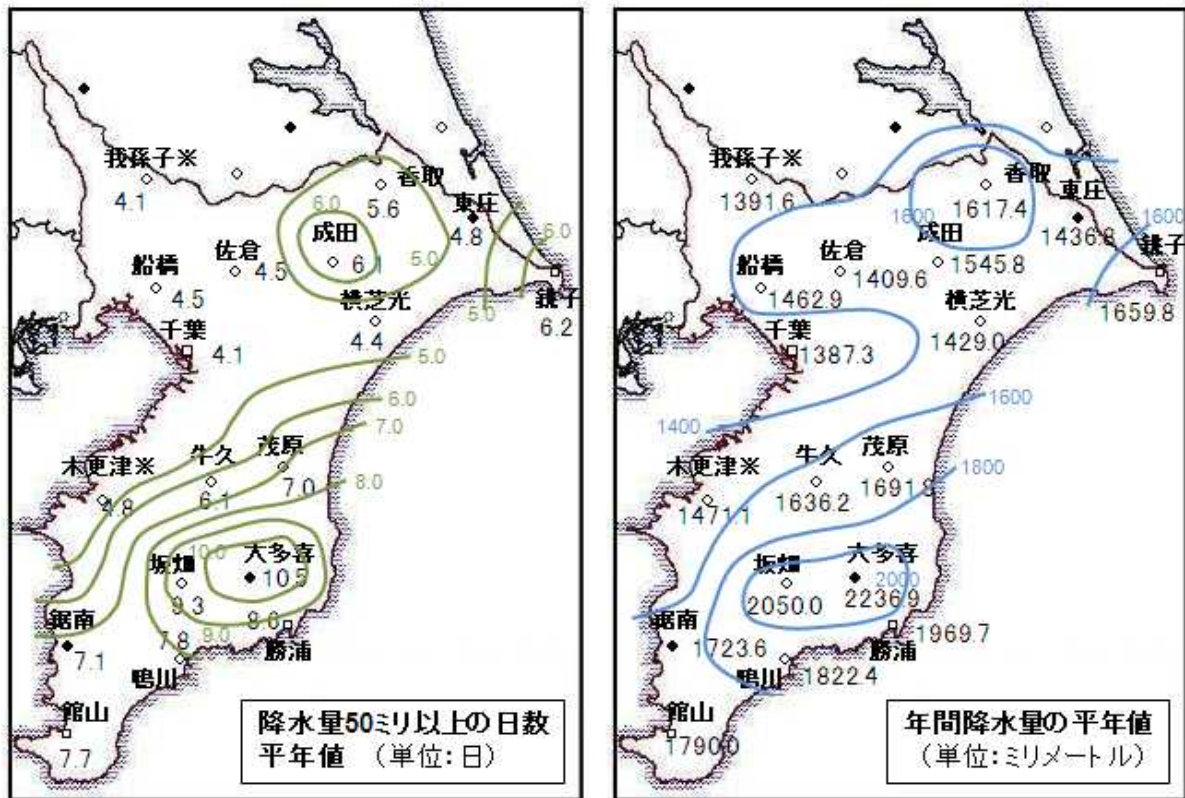 我孫子※
4.1
香取
6.0
5.6
東庄
4.8
成田
6.0
佐倉
5.0
6.1
4.5
船橋
4.5
横芝光
銚子
5.0
6.2
千葉
4.1
4.4
5.0
6.0
7.0
茂原
牛久
木更津※
8.0
7.0
6.1
4.8
10.0
大多喜
坂畑
10.5
9.3
8.6
鋸南
7.8
9.0
勝浦
7.1
鴨川
館山
7.7
降水量50ミリ以上の日数
平年値 (単位:日)
我孫子※
1391.6
香取
1600
1617.4
東庄
1436.8
1600
成田
佐倉
銚子
船橋
1545.8
1409.6
1462.9
横芝光
1659.8
千葉
1387.3
1429.0
1600
1400
茂原
牛久
木更津※
1800
1691.8
1636.2
1471.1
大多喜
坂畑
2000
2050.0
2236.9
鋸南
1969.7
1723.6
勝浦
鴨川
1822.4
館山
1790.0
年間降水量の平年値
(単位:ミリメートル)